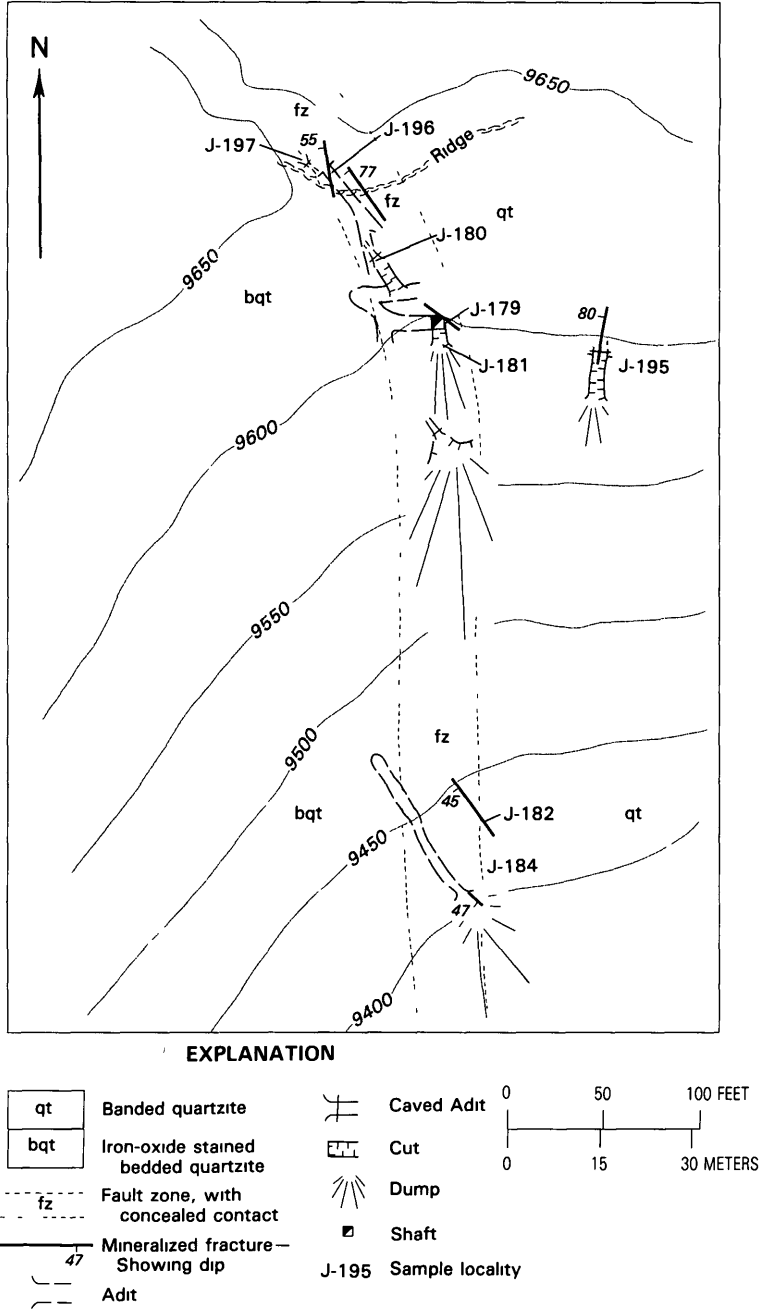 N
9650
fz
J-196
J-197
55
Ridge
77
fz
qt
J-180
9650
bqt
J-179
80
J-181
J-195
9600
9550
fz
9500
45
bqt
J-182
qt
9450
J-184
47
9400
EXPLANATION
qt Banded quartzite
bqt Iron-oxide stained
bedded quartzite
fz Fault zone, with
concealed contact
Mineralized fracture—
Showing dip
47
Adit
Caved Adit
Cut
Dump
Shaft
J-195 Sample locality
0 50 100 FEET
0 15 30 METERS